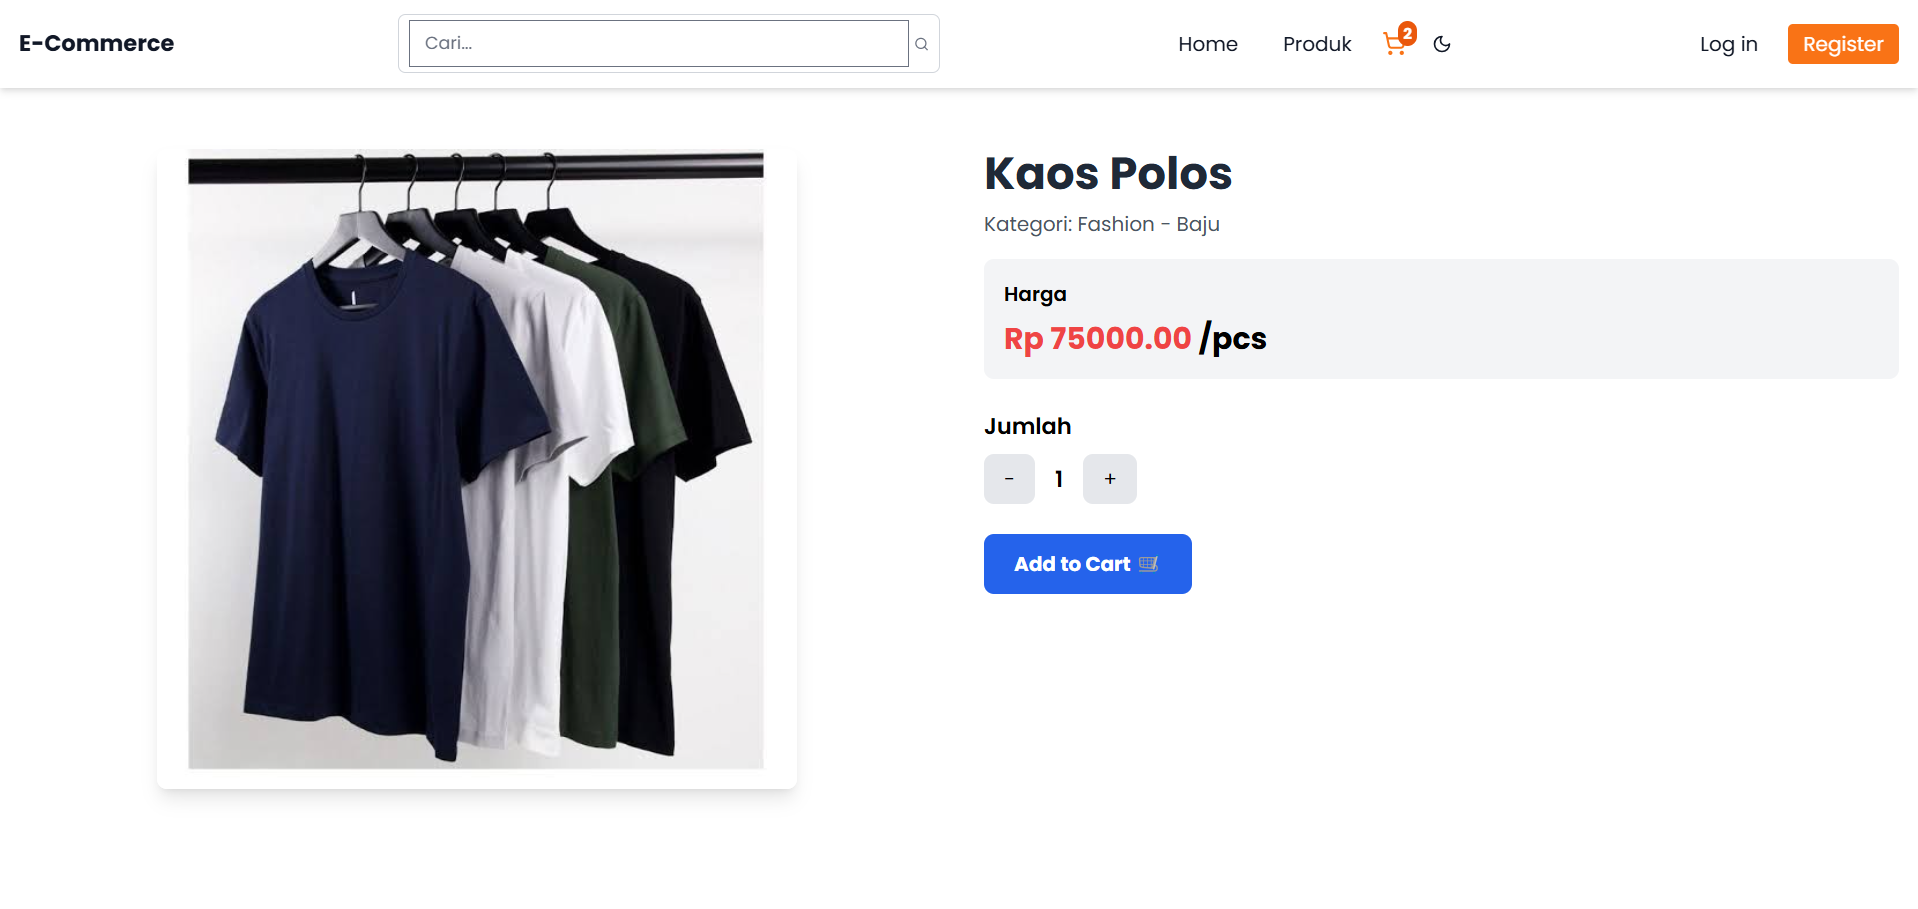 E-Commerce
Cari...
Home
Produk
2
Log in
Register
Kaos Polos
Kategori: Fashion - Baju
Harga
Rp 75000.00 /pcs
Jumlah
- 1 +
Add to Cart 🛒